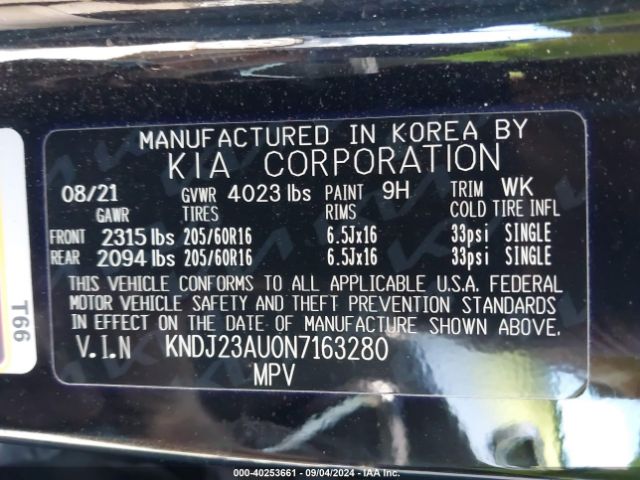 MANUFACTURED IN KOREA BY
KIA CORPORATION
08/21 GVWR 4023 lbs PAINT 9H TRIM WK
GAWR TIRES RIMS COLD TIRE INFL
FRONT 2315 lbs 205/60R16 6.5Jx16 33psi SINGLE
REAR 2094 lbs 205/60R16 6.5Jx16 33psi SINGLE
THIS VEHICLE CONFORMS TO ALL APPLICABLE U.S.A. FEDERAL
MOTOR VEHICLE SAFETY AND THEFT PREVENTION STANDARDS
IN EFFECT ON THE DATE OF MANUFACTURE SHOWN ABOVE.
V.I.N KNDJ23AU0N7163280
MPV
T66
000-40253661 - 09/04/2024 - IAA Inc.